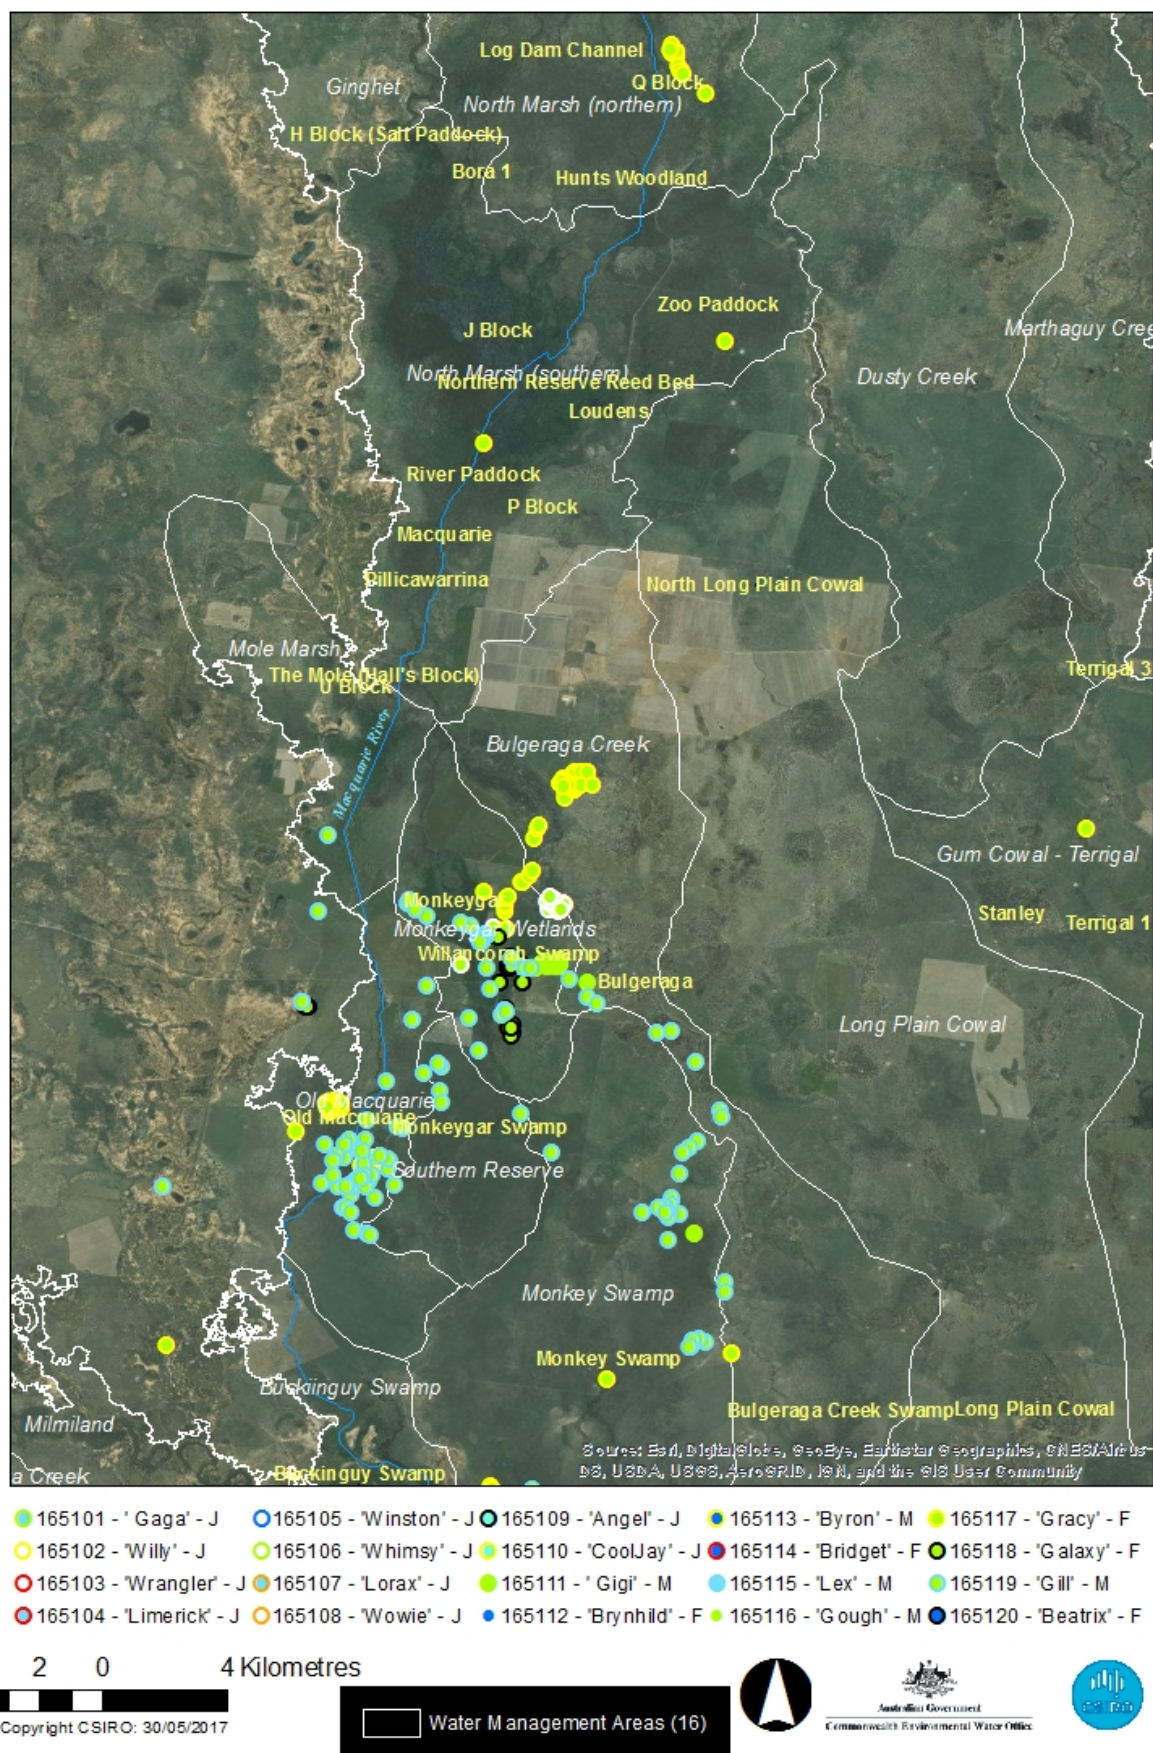 Log Dam Channel
Ginghet
Q Block
North Marsh (northern)
H Block (Salt Paddock)
Bora 1
Hunts Woodland
Zoo Paddock
J Block
Marthaguy Cree
North Marsh (southern)
Northern Reserve Reed Bed
Dusty Creek
Loudens
River Paddock
P Block
Macquarie
Pillicawarrina
North Long Plain Cowal
Mole Marsh
The Mole (Hall's Block)
U Block
Terrigal 3
Macquarie River
Bulgeraga Creek
Gum Cowal - Terrigal
Monkeygar
Stanley
Terrigal 1
Monkeygar Wetlands
Willancorah Swamp
Bulgeraga
Long Plain Cowal
Old Macquarie
Old Macquarie
Monkeygar Swamp
Southern Reserve
Monkey Swamp
Monkey Swamp
Buckiinguy Swamp
Bulgeraga Creek Swamp
Long Plain Cowal
Milmiland
a Creek
Buckinguy Swamp
Source: Esri, DigitalGlobe, GeoEye, Earthstar Geographics, CNES/Airbus
DS, USDA, USGS, AeroGRID, IGN, and the GIS User Community
165101 - ' Gaga' - J 165105 - 'Winston' - J 165109 - 'Angel' - J 165113 - 'Byron' - M 165117 - 'Gracy' - F
165102 - 'Willy' - J 165106 - 'Whimsy' - J 165110 - 'CoolJay' - J 165114 - 'Bridget' - F 165118 - 'Galaxy' - F
165103 - 'Wrangler' - J 165107 - 'Lorax' - J 165111 - ' Gigi' - M 165115 - 'Lex' - M 165119 - 'Gill' - M
165104 - 'Limerick' - J 165108 - 'Wowie' - J 165112 - 'Brynhild' - F 165116 - 'Gough' - M 165120 - 'Beatrix' - F
2 0 4 Kilometres
Copyright CSIRO: 30/05/2017
Water Management Areas (16)
Australian Government
Commonwealth Environmental Water Office
CSIRO